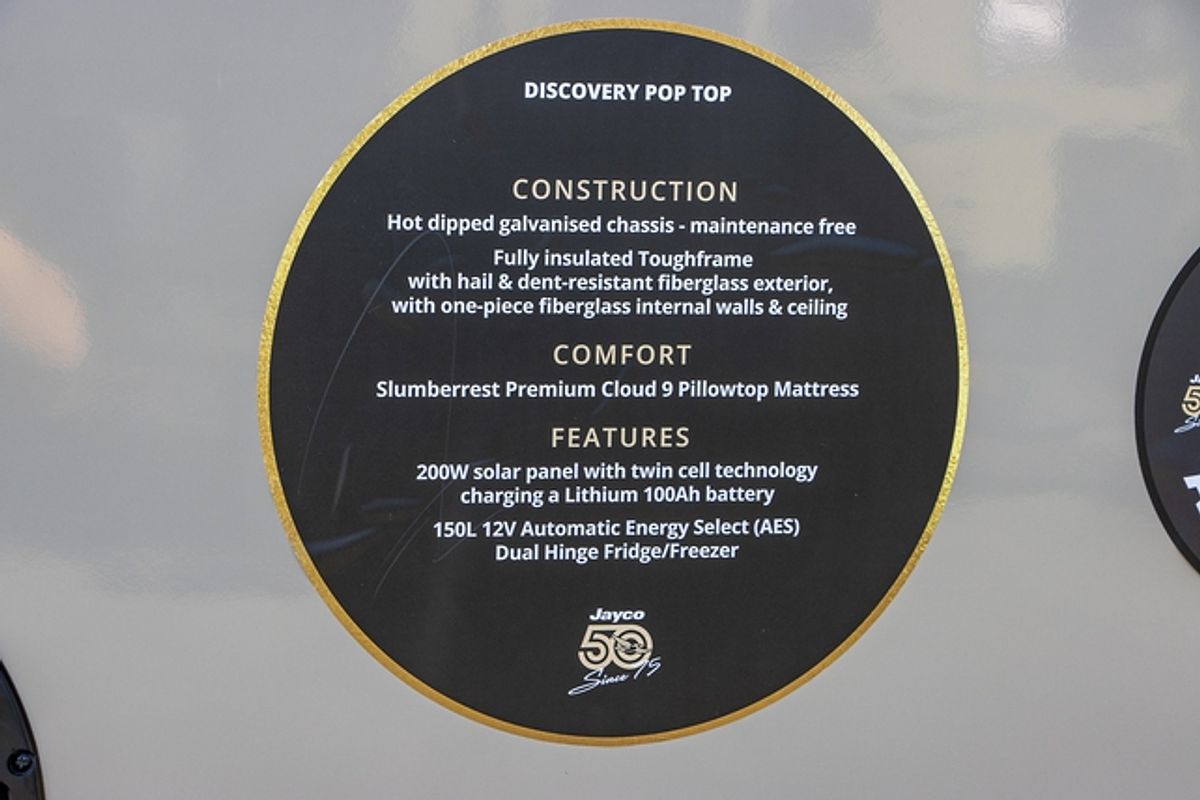 DISCOVERY POP TOP
CONSTRUCTION
Hot dipped galvanised chassis - maintenance free
Fully insulated Toughframe
with hail & dent-resistant fiberglass exterior,
with one-piece fiberglass internal walls & ceiling
COMFORT
Slumberrest Premium Cloud 9 Pillowtop Mattress
FEATURES
200W solar panel with twin cell technology
charging a Lithium 100Ah battery
150L 12V Automatic Energy Select (AES)
Dual Hinge Fridge/Freezer
Jayco
50
Since 75